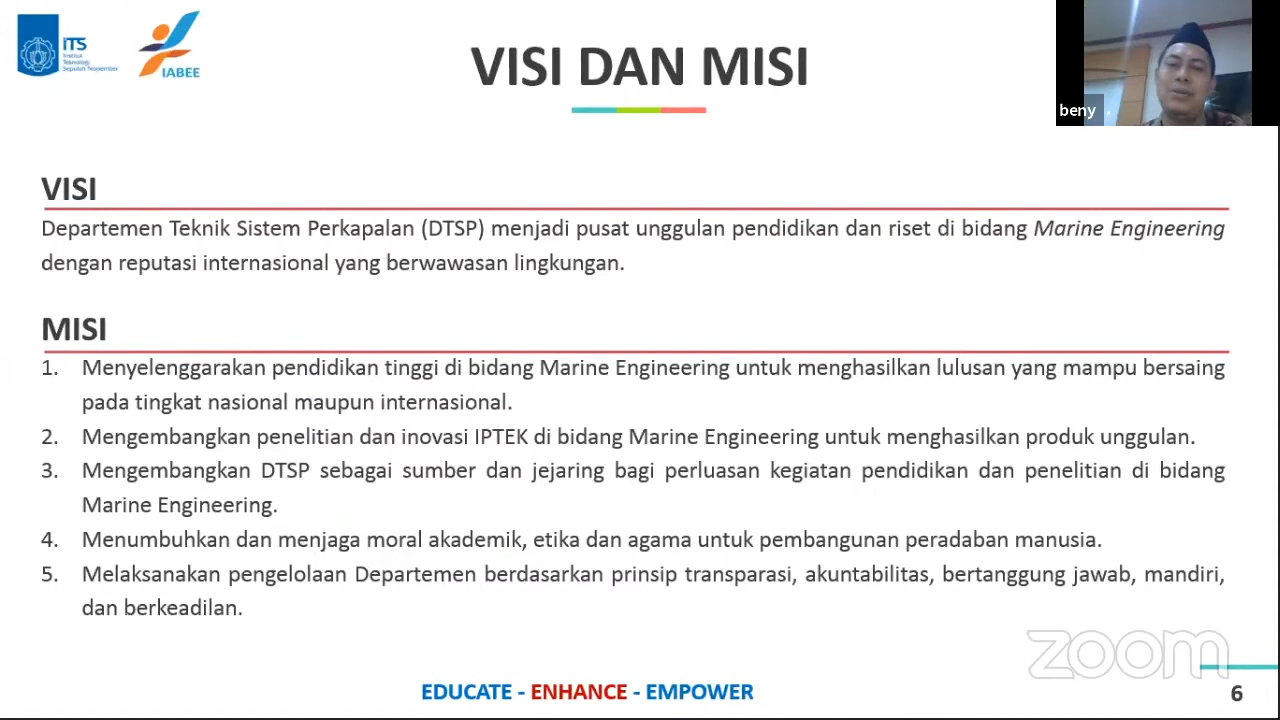 ITS
Institut
Teknologi
Sepuluh Nopember
IABEE
VISI DAN MISI
beny
VISI
Departemen Teknik Sistem Perkapalan (DTSP) menjadi pusat unggulan pendidikan dan riset di bidang Marine Engineering
dengan reputasi internasional yang berwawasan lingkungan.
MISI
1. Menyelenggarakan pendidikan tinggi di bidang Marine Engineering untuk menghasilkan lulusan yang mampu bersaing
pada tingkat nasional maupun internasional.
2. Mengembangkan penelitian dan inovasi IPTEK di bidang Marine Engineering untuk menghasilkan produk unggulan.
3. Mengembangkan DTSP sebagai sumber dan jejaring bagi perluasan kegiatan pendidikan dan penelitian di bidang
Marine Engineering.
4. Menumbuhkan dan menjaga moral akademik, etika dan agama untuk pembangunan peradaban manusia.
5. Melaksanakan pengelolaan Departemen berdasarkan prinsip transparasi, akuntabilitas, bertanggung jawab, mandiri,
dan berkeadilan.
zoom
EDUCATE - ENHANCE - EMPOWER
6